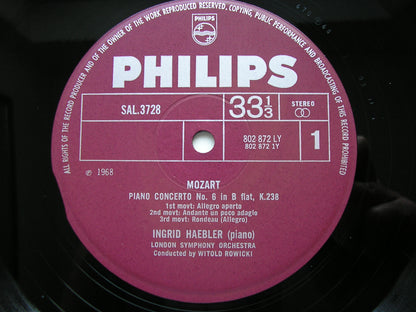 ALL RIGHTS OF THE RECORD PRODUCER AND OF THE OWNER OF THE WORK REPRODUCED RESERVED. COPYING, PUBLIC PERFORMANCE AND BROADCASTING OF THIS RECORD PROHIBITED
PHILIPS
PHILIPS
SAL.3728
33 1/3
STEREO
802 872 LY
802 872 1Y
1
℗ 1968
MOZART
PIANO CONCERTO No. 6 in B flat, K.238
1st movt: Allegro aperto
2nd movt: Andante un poco adagio
3rd movt: Rondeau (Allegro)
INGRID HAEBLER (piano)
LONDON SYMPHONY ORCHESTRA
Conducted by WITOLD ROWICKI